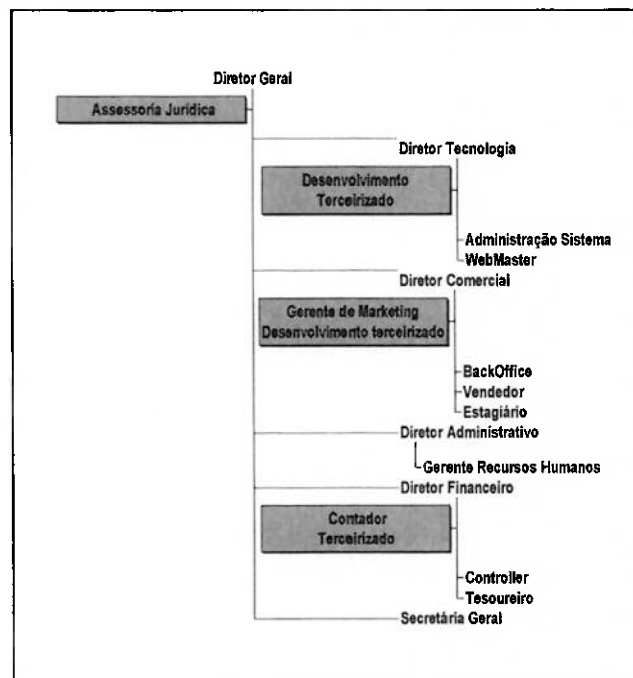 Diretor Geral
Assessoria Jurídica
Diretor Tecnologia
Desenvolvimento
Terceirizado
Administração Sistema
WebMaster
Diretor Comercial
Gerente de Marketing
Desenvolvimento terceirizado
BackOffice
Vendedor
Estagiário
Diretor Administrativo
Gerente Recursos Humanos
Diretor Financeiro
Contador
Terceirizado
Controller
Tesoureiro
Secretária Geral